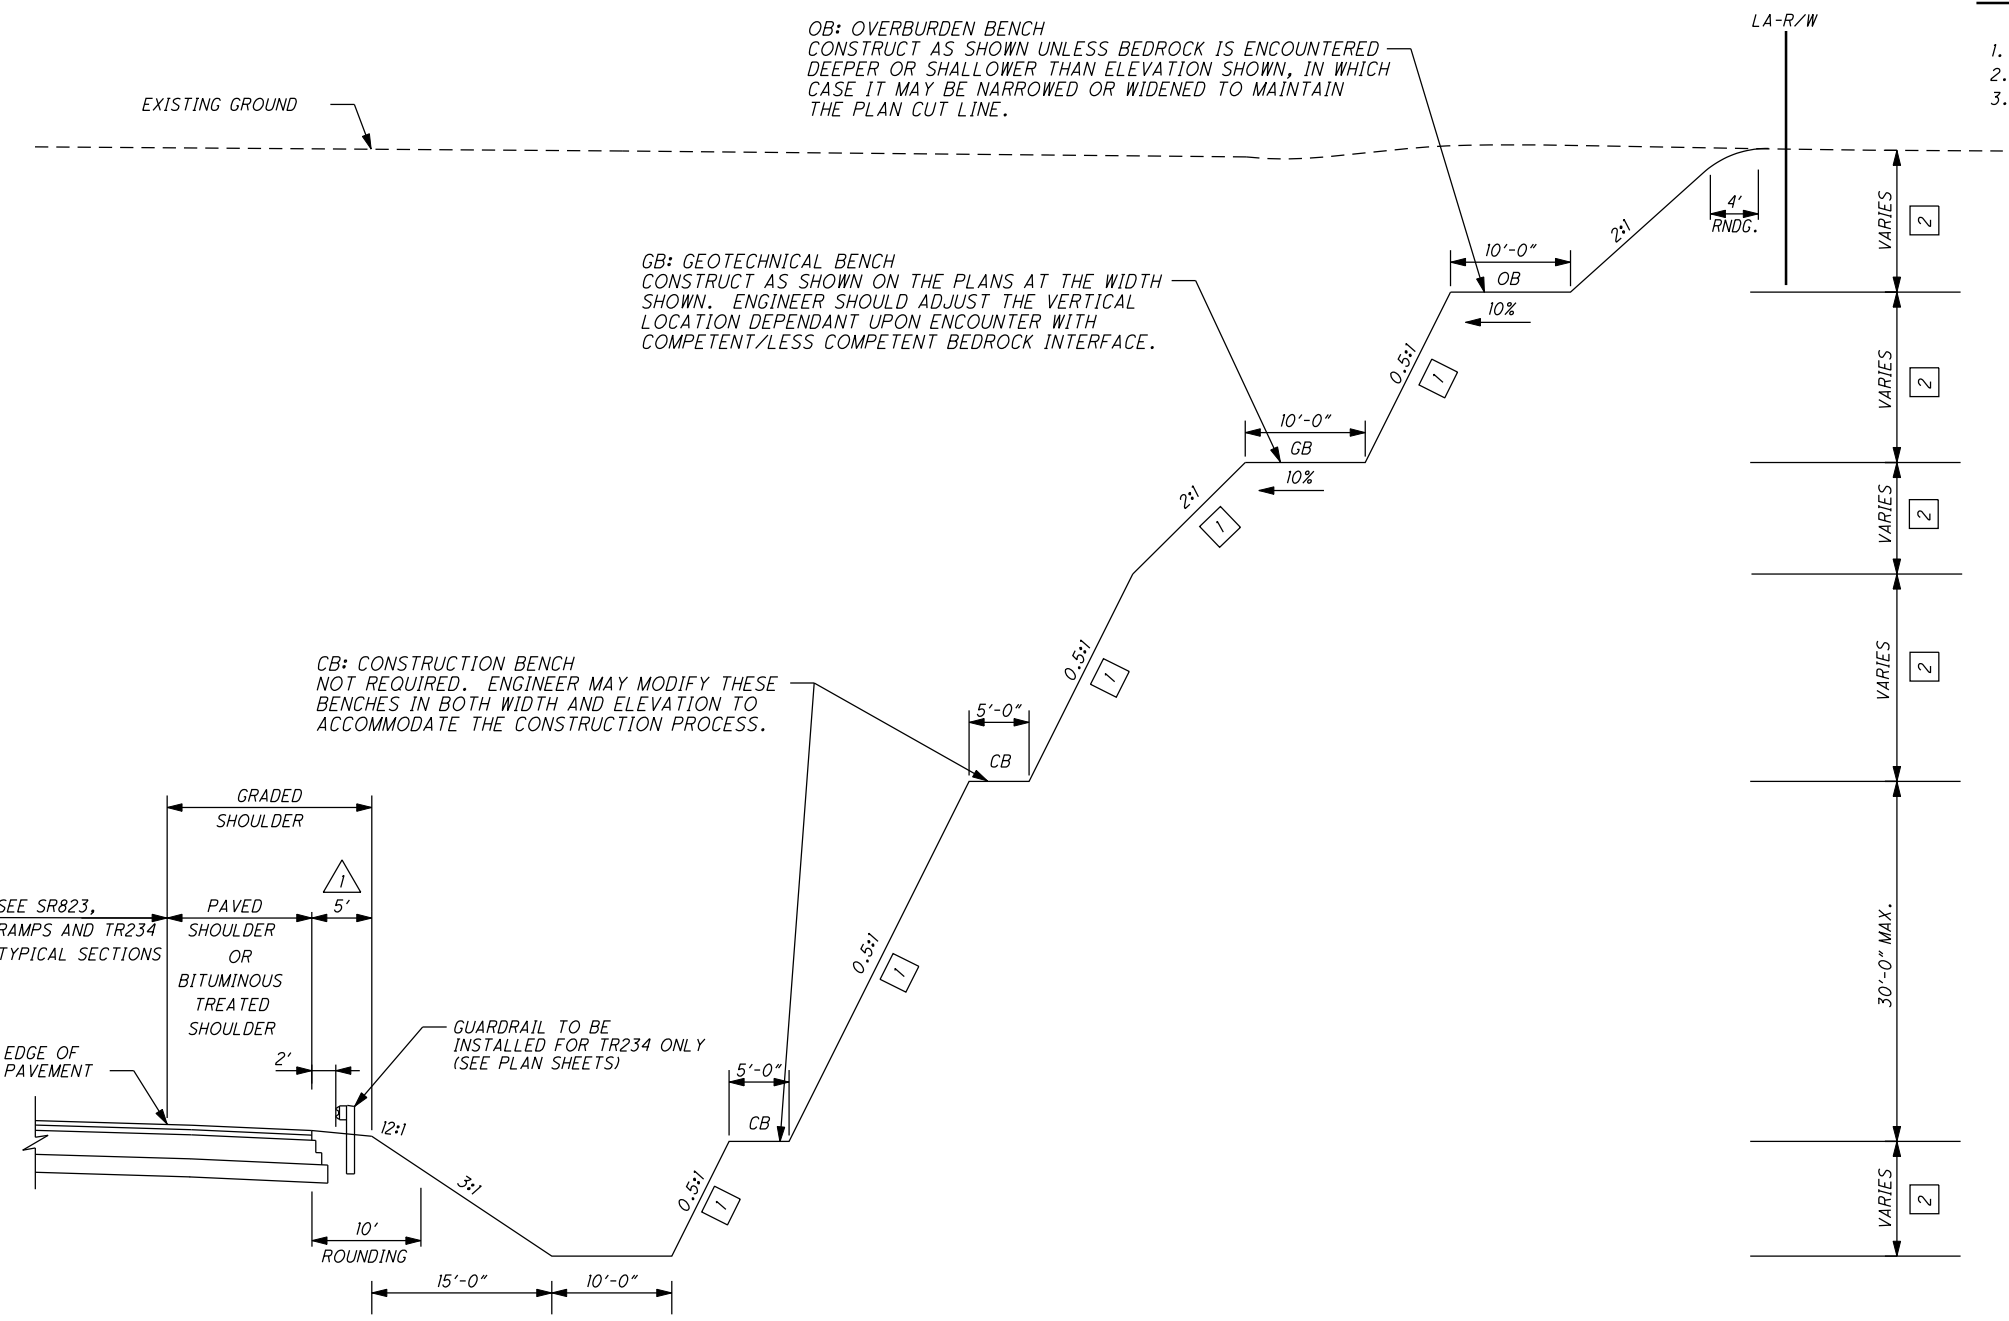 OB: OVERBURDEN BENCH
CONSTRUCT AS SHOWN UNLESS BEDROCK IS ENCOUNTERED
DEEPER OR SHALLOWER THAN ELEVATION SHOWN, IN WHICH
CASE IT MAY BE NARROWED OR WIDENED TO MAINTAIN
THE PLAN CUT LINE.
LA-R/W
1.
2.
3.
EXISTING GROUND
4'
RNDG.
2:1
VARIES
2
10'-0"
OB
10%
GB: GEOTECHNICAL BENCH
CONSTRUCT AS SHOWN ON THE PLANS AT THE WIDTH
SHOWN. ENGINEER SHOULD ADJUST THE VERTICAL
LOCATION DEPENDANT UPON ENCOUNTER WITH
COMPETENT/LESS COMPETENT BEDROCK INTERFACE.
0.5:1
1
VARIES
2
10'-0"
GB
10%
2:1
1
VARIES
2
0.5:1
1
VARIES
2
CB: CONSTRUCTION BENCH
NOT REQUIRED. ENGINEER MAY MODIFY THESE
BENCHES IN BOTH WIDTH AND ELEVATION TO
ACCOMMODATE THE CONSTRUCTION PROCESS.
5'-0"
CB
GRADED
SHOULDER
1
5'
SEE SR823,
RAMPS AND TR234
TYPICAL SECTIONS
PAVED
SHOULDER
OR
BITUMINOUS
TREATED
SHOULDER
0.5:1
1
30'-0" MAX.
GUARDRAIL TO BE
INSTALLED FOR TR234 ONLY
(SEE PLAN SHEETS)
EDGE OF
PAVEMENT
2'
5'-0"
CB
12:1
3:1
0.5:1
1
VARIES
2
10'
ROUNDING
15'-0"
10'-0"